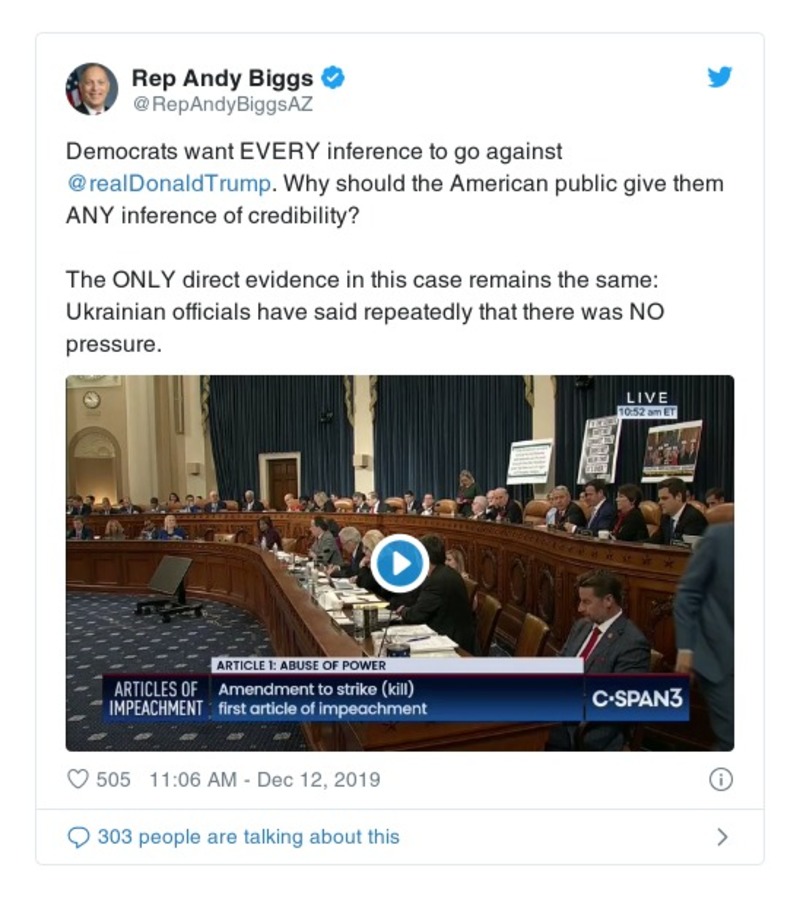 Rep Andy Biggs
@RepAndyBiggsAZ
Democrats want EVERY inference to go against
@realDonaldTrump. Why should the American public give them
ANY inference of credibility?
The ONLY direct evidence in this case remains the same:
Ukrainian officials have said repeatedly that there was NO
pressure.
LIVE
10:52 am ET
ARTICLE 1: ABUSE OF POWER
ARTICLES OF
IMPEACHMENT
Amendment to strike (kill)
first article of impeachment
C-SPAN3
505 11:06 AM - Dec 12, 2019
303 people are talking about this